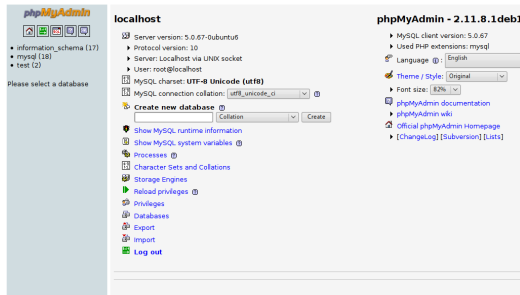 phpMyAdmin
information_schema (17)
mysql (18)
test (2)
Please select a database
localhost
Server version: 5.0.67-0ubuntu6
Protocol version: 10
Server: Localhost via UNIX socket
User: root@localhost
MySQL charset: UTF-8 Unicode (utf8)
MySQL connection collation: utf8_unicode_ci
Create new database
Collation Create
Show MySQL runtime information
Show MySQL system variables
Processes
Character Sets and Collations
Storage Engines
Reload privileges
Privileges
Databases
Export
Import
Log out
phpMyAdmin - 2.11.8.1deb1
MySQL client version: 5.0.67
Used PHP extensions: mysql
Language : English
Theme / Style: Original
Font size: 82%
phpMyAdmin documentation
phpMyAdmin wiki
Official phpMyAdmin Homepage
[ChangeLog] [Subversion] [Lists]